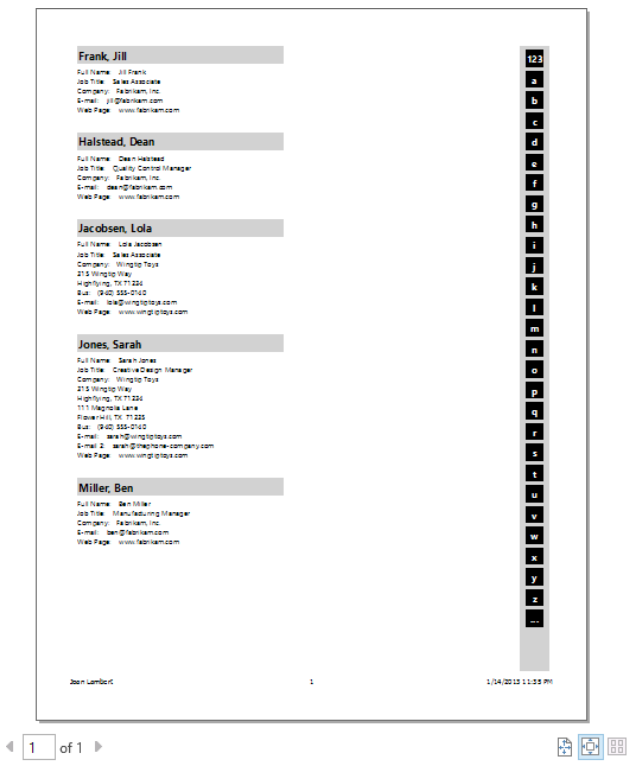 Frank, Jill
Full Name: Jill Frank
Job Title: Sales Associate
Company: Fabrikam, Inc.
E-mail: jill@fabrikam.com
Web Page: www.fabrikam.com
Halstead, Dean
Full Name: Dean Halstead
Job Title: Quality Control Manager
Company: Fabrikam, Inc.
E-mail: dean@fabrikam.com
Web Page: www.fabrikam.com
Jacobsen, Lola
Full Name: Lola Jacobsen
Job Title: Sales Associate
Company: Wingtip Toys
215 Wingtip Way
Highflying, TX 71234
Bus: (940) 555-0140
E-mail: lola@wingtiptoys.com
Web Page: www.wingtiptoys.com
Jones, Sarah
Full Name: Sarah Jones
Job Title: Creative Design Manager
Company: Wingtip Toys
215 Wingtip Way
Highflying, TX 71234
111 Magnolia Lane
Flower Hill, TX 71235
Bus: (940) 555-0140
E-mail: sarah@wingtiptoys.com
E-mail 2: sarah@thephone-company.com
Web Page: www.wingtiptoys.com
Miller, Ben
Full Name: Ben Miller
Job Title: Manufacturing Manager
Company: Fabrikam, Inc.
E-mail: ben@fabrikam.com
Web Page: www.fabrikam.com
123
a
b
c
d
e
f
g
h
i
j
k
l
m
n
o
p
q
r
s
t
u
v
w
x
y
z
...
Joan Lambert 1 1/14/2013 11:35 PM
1 of 1